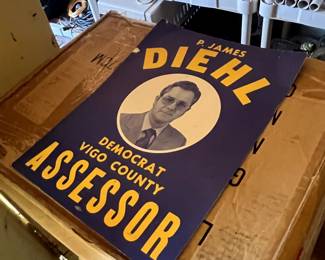 P. JAMES
DIEHL
DEMOCRAT
VIGO COUNTY
ASSESSOR